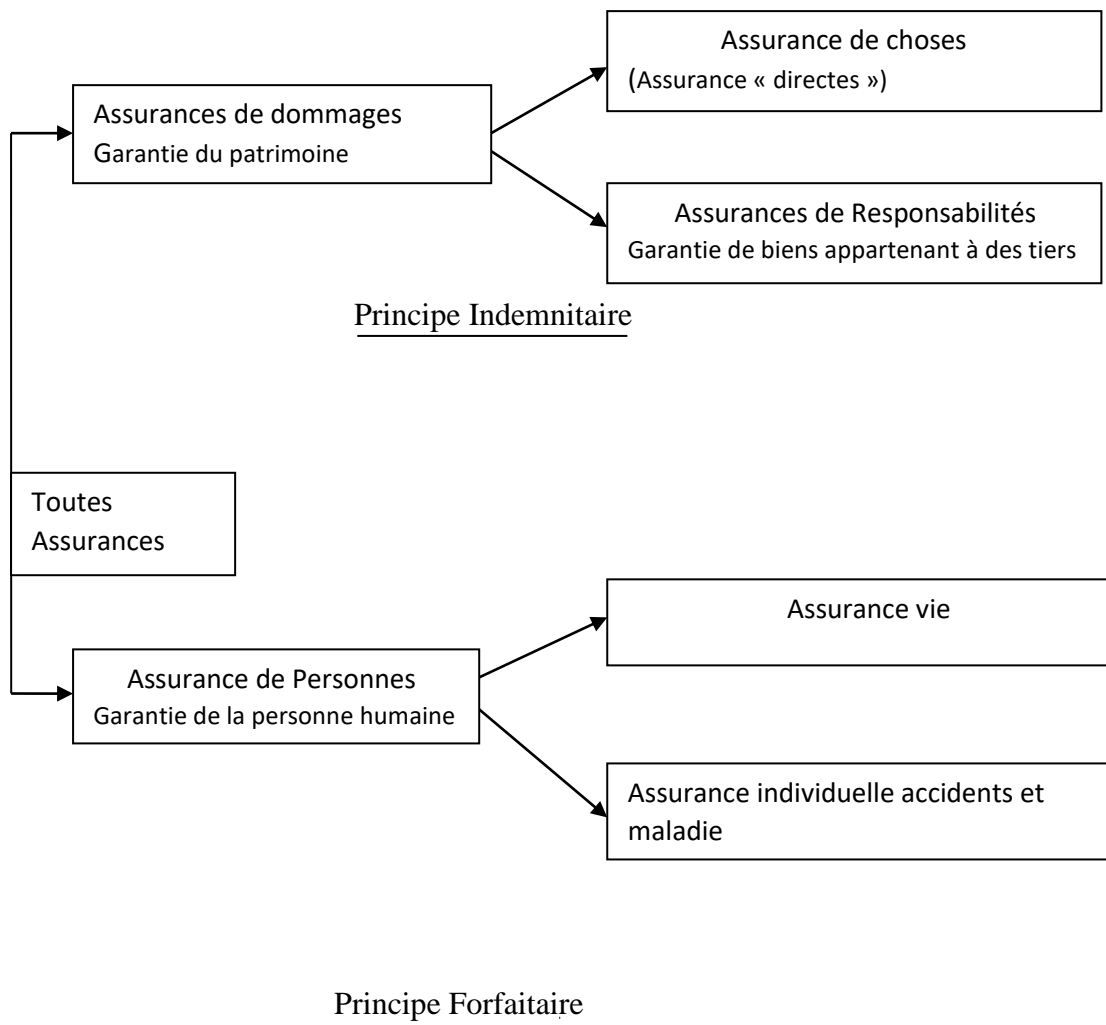 Assurance de choses
(Assurance « directes »)
Assurances de dommages
Garantie du patrimoine
Assurances de Responsabilités
Garantie de biens appartenant à des tiers
Principe Indemnitaire
Toutes
Assurances
Assurance vie
Assurance de Personnes
Garantie de la personne humaine
Assurance individuelle accidents et
maladie
Principe Forfaitaire